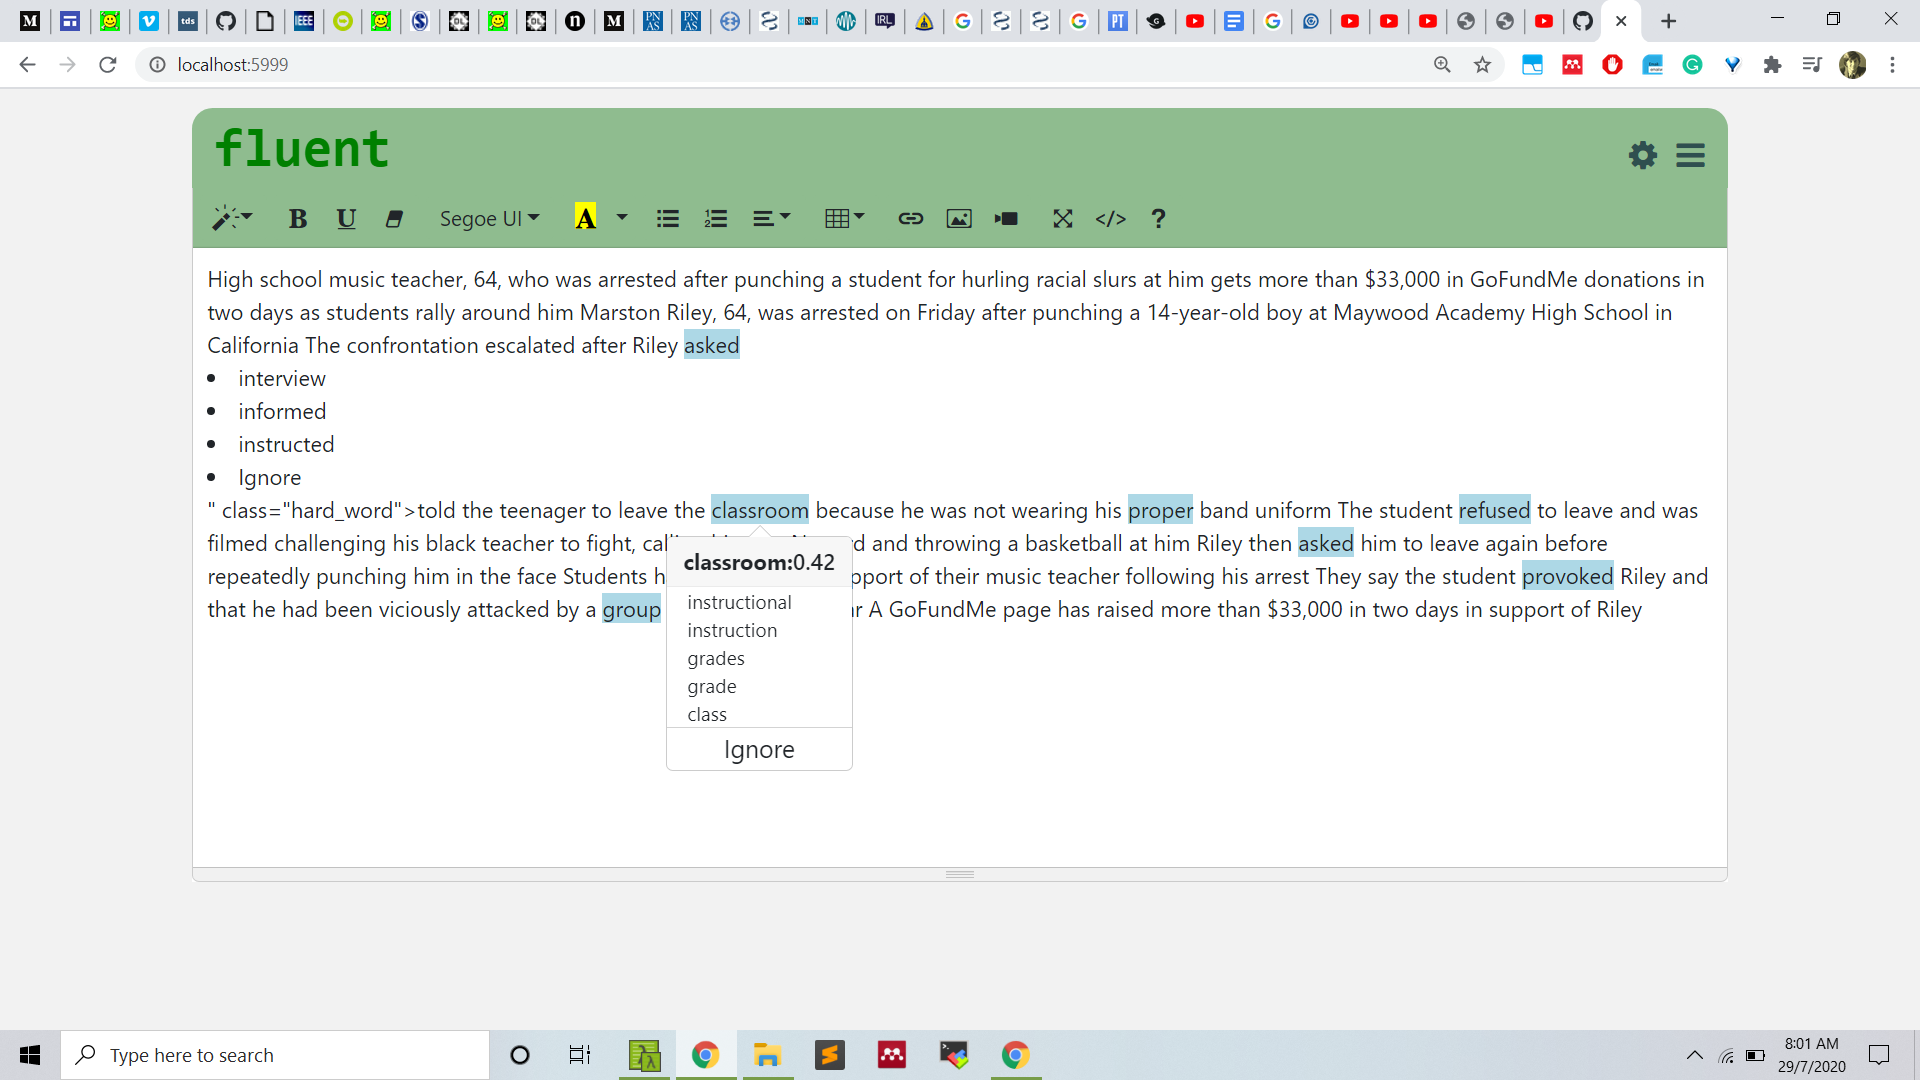 localhost:5999
fluent
B U Segoe UI A </> ?
High school music teacher, 64, who was arrested after punching a student for hurling racial slurs at him gets more than $33,000 in GoFundMe donations in
two days as students rally around him Marston Riley, 64, was arrested on Friday after punching a 14-year-old boy at Maywood Academy High School in
California The confrontation escalated after Riley asked
• interview
• informed
• instructed
• Ignore
" class="hard_word">told the teenager to leave the classroom because he was not wearing his proper band uniform The student refused to leave and was
filmed challenging his black teacher to fight, and throwing a basketball at him Riley then asked him to leave again before
repeatedly punching him in the face Students of their music teacher following his arrest They say the student provoked Riley and
that he had been viciously attacked by a group A GoFundMe page has raised more than $33,000 in two days in support of Riley
classroom:0.42
instructional
instruction
grades
grade
class
Ignore
Type here to search
8:01 AM
29/7/2020